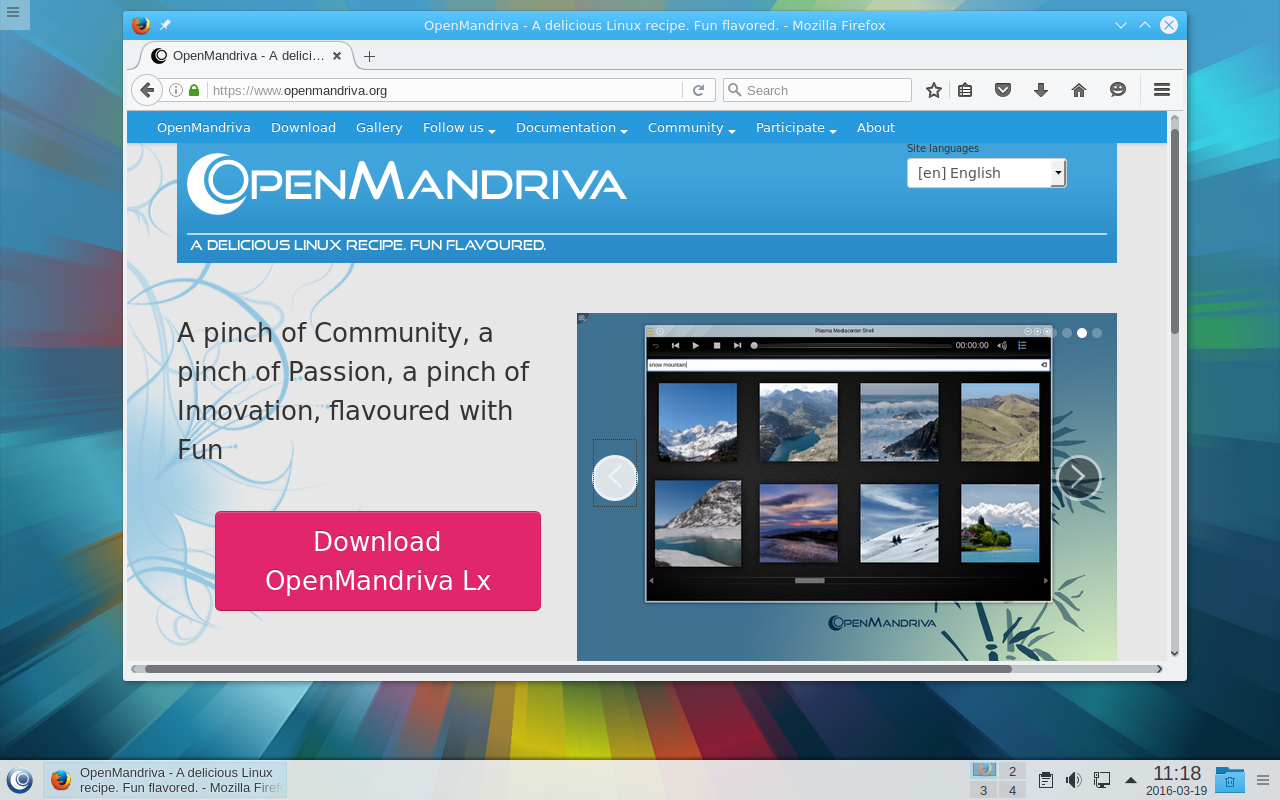 OpenMandriva - A delicious Linux recipe. Fun flavored. - Mozilla Firefox
OpenMandriva - A delici...
https://www.openmandriva.org
Search
OpenMandriva Download Gallery Follow us Documentation Community Participate About
Site languages
[en] English
OPENMANDRIVA
A DELICIOUS LINUX RECIPE. FUN FLAVOURED.
A pinch of Community, a
pinch of Passion, a pinch of
Innovation, flavoured with
Fun
Download
OpenMandriva Lx
Plasma Mediacenter Shell
00:00:00
snow mountain
OPENMANDRIVA
OpenMandriva - A delicious Linux
recipe. Fun flavored. - Mozilla Firef
2
3 4
11:18
2016-03-19